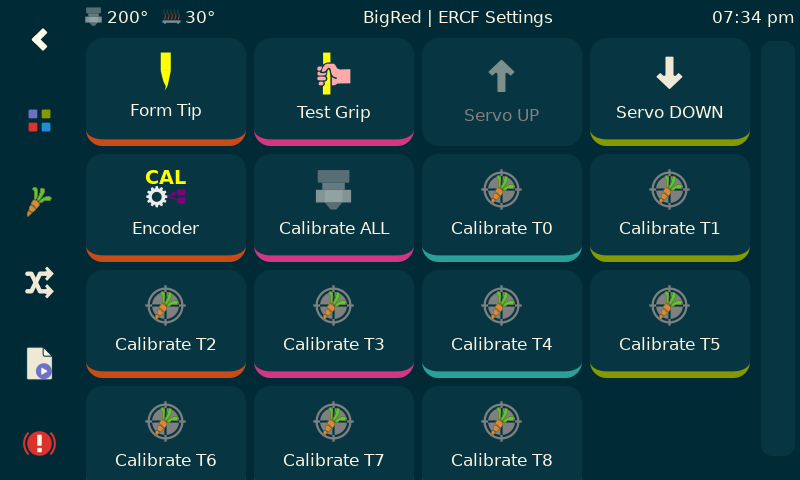 200° 30° BigRed | ERCF Settings 07:34 pm
Form Tip
Test Grip
Servo UP
Servo DOWN
CAL
Encoder
Calibrate ALL
Calibrate T0
Calibrate T1
Calibrate T2
Calibrate T3
Calibrate T4
Calibrate T5
Calibrate T6
Calibrate T7
Calibrate T8